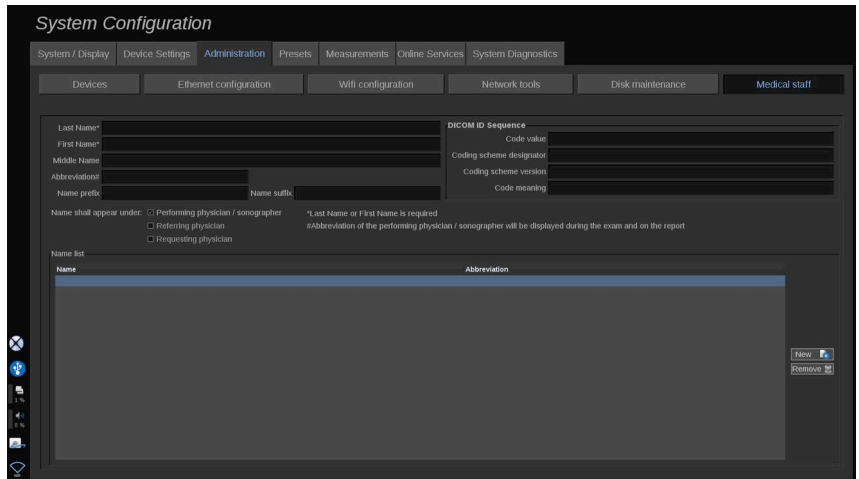 System Configuration
System / Display Device Settings Administration Presets Measurements Online Services System Diagnostics
Devices Ethernet configuration Wifi configuration Network tools Disk maintenance Medical staff
Last Name*
First Name*
Middle Name
Abbreviation#
Name prefix Name suffix
DICOM ID Sequence
Code value
Coding scheme designator
Coding scheme version
Code meaning
Name shall appear under: Performing physician / sonographer
Referring physician
Requesting physician
*Last Name or First Name is required
#Abbreviation of the performing physician / sonographer will be displayed during the exam and on the report
Name list
Name Abbreviation
New
Remove
1 %
0 %